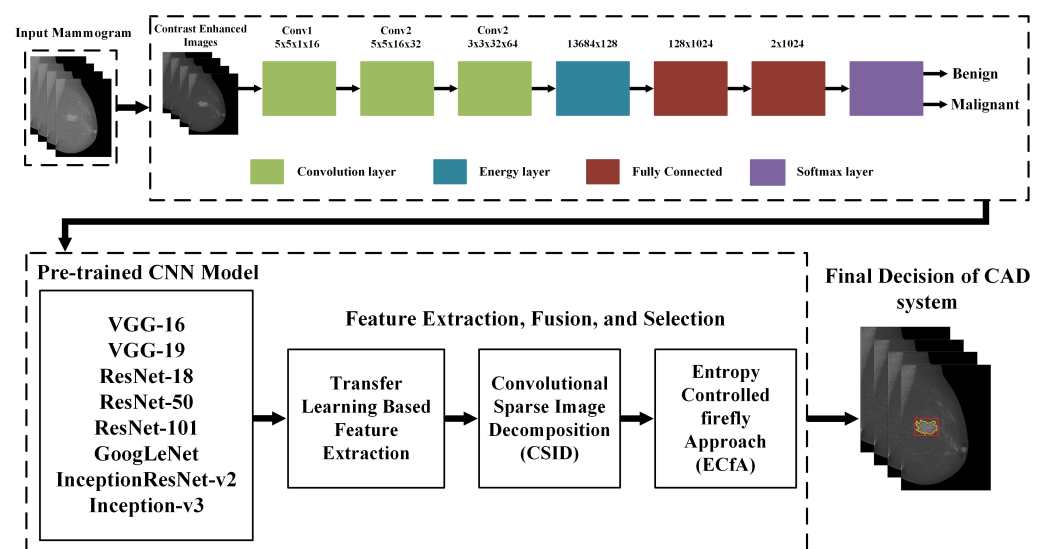 Input Mammogram
Contrast Enhanced
Images
Conv1
5x5x1x16
Conv2
5x5x16x32
Conv2
3x3x32x64
13684x128
128x1024
2x1024
Benign
Malignant
Convolution layer
Energy layer
Fully Connected
Softmax layer
Pre-trained CNN Model
VGG-16
VGG-19
ResNet-18
ResNet-50
ResNet-101
GoogLeNet
InceptionResNet-v2
Inception-v3
Feature Extraction, Fusion, and Selection
Transfer
Learning Based
Feature
Extraction
Convolutional
Sparse Image
Decomposition
(CSID)
Entropy
Controlled
firefly
Approach
(ECfA)
Final Decision of CAD
system